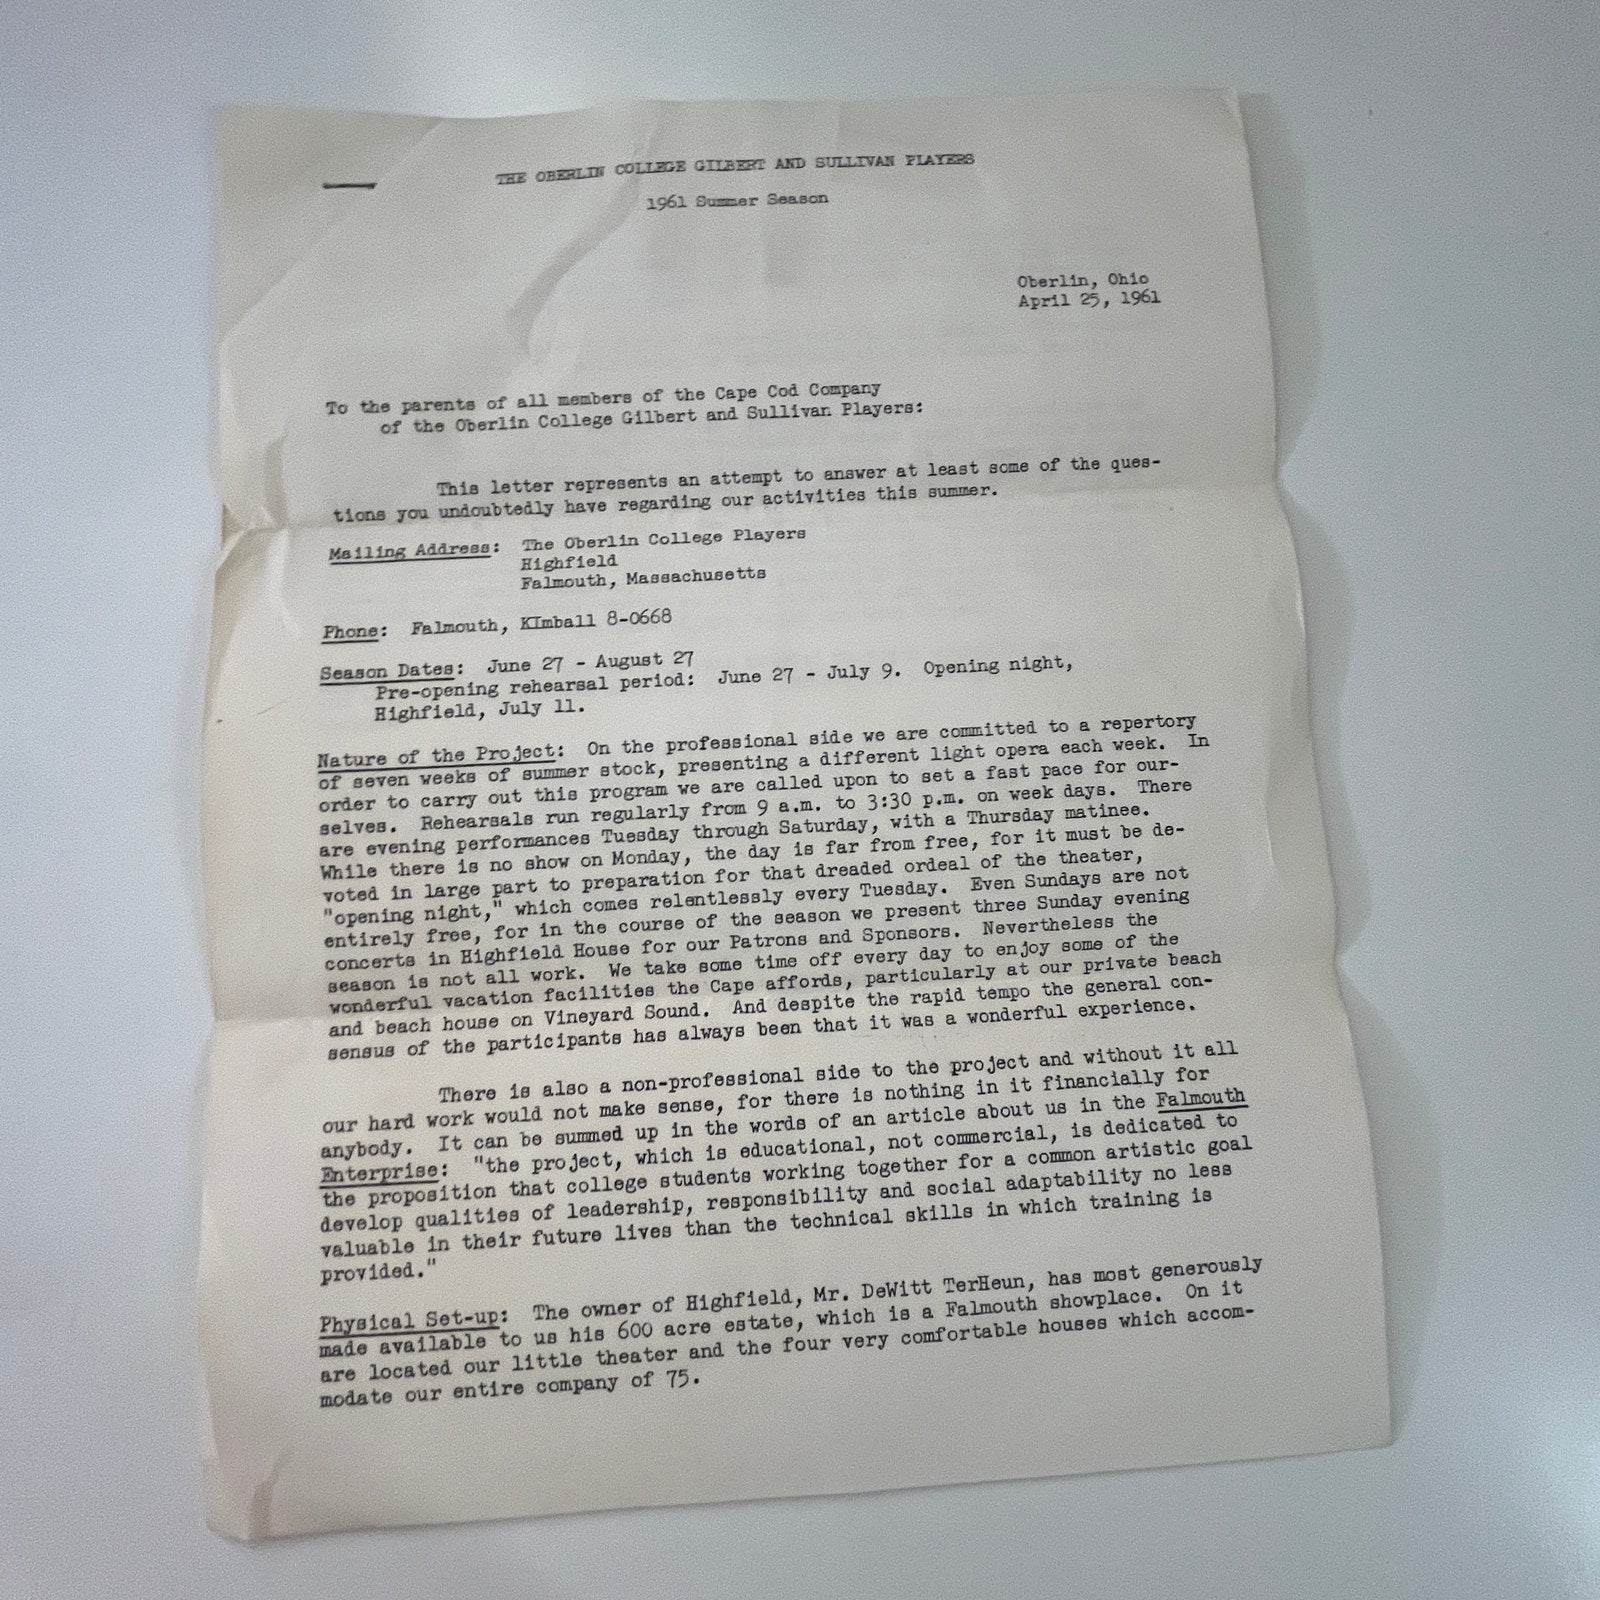 THE OBERLIN COLLEGE GILBERT AND SULLIVAN PLAYERS
1961 Summer Season
Oberlin, Ohio
April 25, 1961
To the parents of all members of the Cape Cod Company
of the Oberlin College Gilbert and Sullivan Players:
This letter represents an attempt to answer at least some of the ques-
tions you undoubtedly have regarding our activities this summer.
Mailing Address: The Oberlin College Players
Highfield
Falmouth, Massachusetts
Phone: Falmouth, KImball 8-0668
Season Dates: June 27 - August 27
Pre-opening rehearsal period: June 27 - July 9. Opening night,
Highfield, July 11.
Nature of the Project: On the professional side we are committed to a repertory
of seven weeks of summer stock, presenting a different light opera each week. In
order to carry out this program we are called upon to set a fast pace for our-
selves. Rehearsals run regularly from 9 a.m. to 3:30 p.m. on week days. There
are evening performances Tuesday through Saturday, with a Thursday matinee.
While there is no show on Monday, the day is far from free, for it must be de-
voted in large part to preparation for that dreaded ordeal of the theater,
"opening night," which comes relentlessly every Tuesday. Even Sundays are not
entirely free, for in the course of the season we present three Sunday evening
concerts in Highfield House for our Patrons and Sponsors. Nevertheless the
season is not all work. We take some time off every day to enjoy some of the
wonderful vacation facilities the Cape affords, particularly at our private beach
and beach house on Vineyard Sound. And despite the rapid tempo the general con-
sensus of the participants has always been that it was a wonderful experience.
There is also a non-professional side to the project and without it all
our hard work would not make sense, for there is nothing in it financially for
anybody. It can be summed up in the words of an article about us in the Falmouth
Enterprise: "the project, which is educational, not commercial, is dedicated to
the proposition that college students working together for a common artistic goal
develop qualities of leadership, responsibility and social adaptability no less
valuable in their future lives than the technical skills in which training is
provided."
Physical Set-up: The owner of Highfield, Mr. DeWitt TerHeun, has most generously
made available to us his 600 acre estate, which is a Falmouth showplace. On it
are located our little theater and the four very comfortable houses which accom-
modate our entire company of 75.